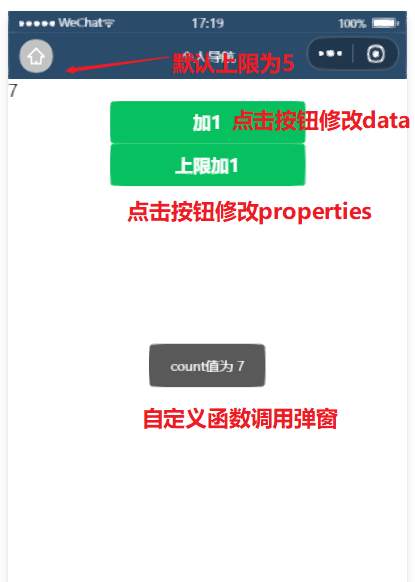 ●●●●● WeChat 17:19 100%
默认上限为5
7
加1
点击按钮修改data
上限加1
点击按钮修改properties
count值为 7
自定义函数调用弹窗